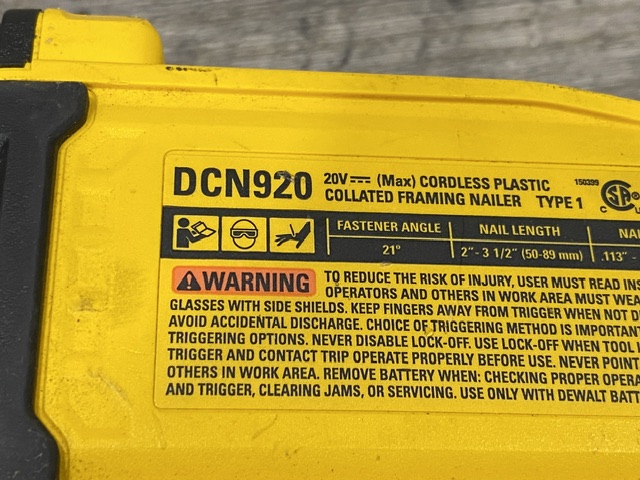 DCN920 20V (Max) CORDLESS PLASTIC
COLLATED FRAMING NAILER TYPE 1
150399
C SA
FASTENER ANGLE NAIL LENGTH
21° 2"- 3 1/2" (50-89 mm) .113" -
WARNING TO REDUCE THE RISK OF INJURY, USER MUST READ
OPERATORS AND OTHERS IN WORK AREA MUST
GLASSES WITH SIDE SHIELDS. KEEP FINGERS AWAY FROM TRIGGER WHEN NOT
AVOID ACCIDENTAL DISCHARGE. CHOICE OF TRIGGERING METHOD IS IMPORTANT
TRIGGERING OPTIONS. NEVER DISABLE LOCK-OFF. USE LOCK-OFF WHEN TOOL
TRIGGER AND CONTACT TRIP OPERATE PROPERLY BEFORE USE. NEVER POINT
OTHERS IN WORK AREA. REMOVE BATTERY WHEN: CHECKING PROPER
AND TRIGGER, CLEARING JAMS, OR SERVICING. USE ONLY WITH DEWALT